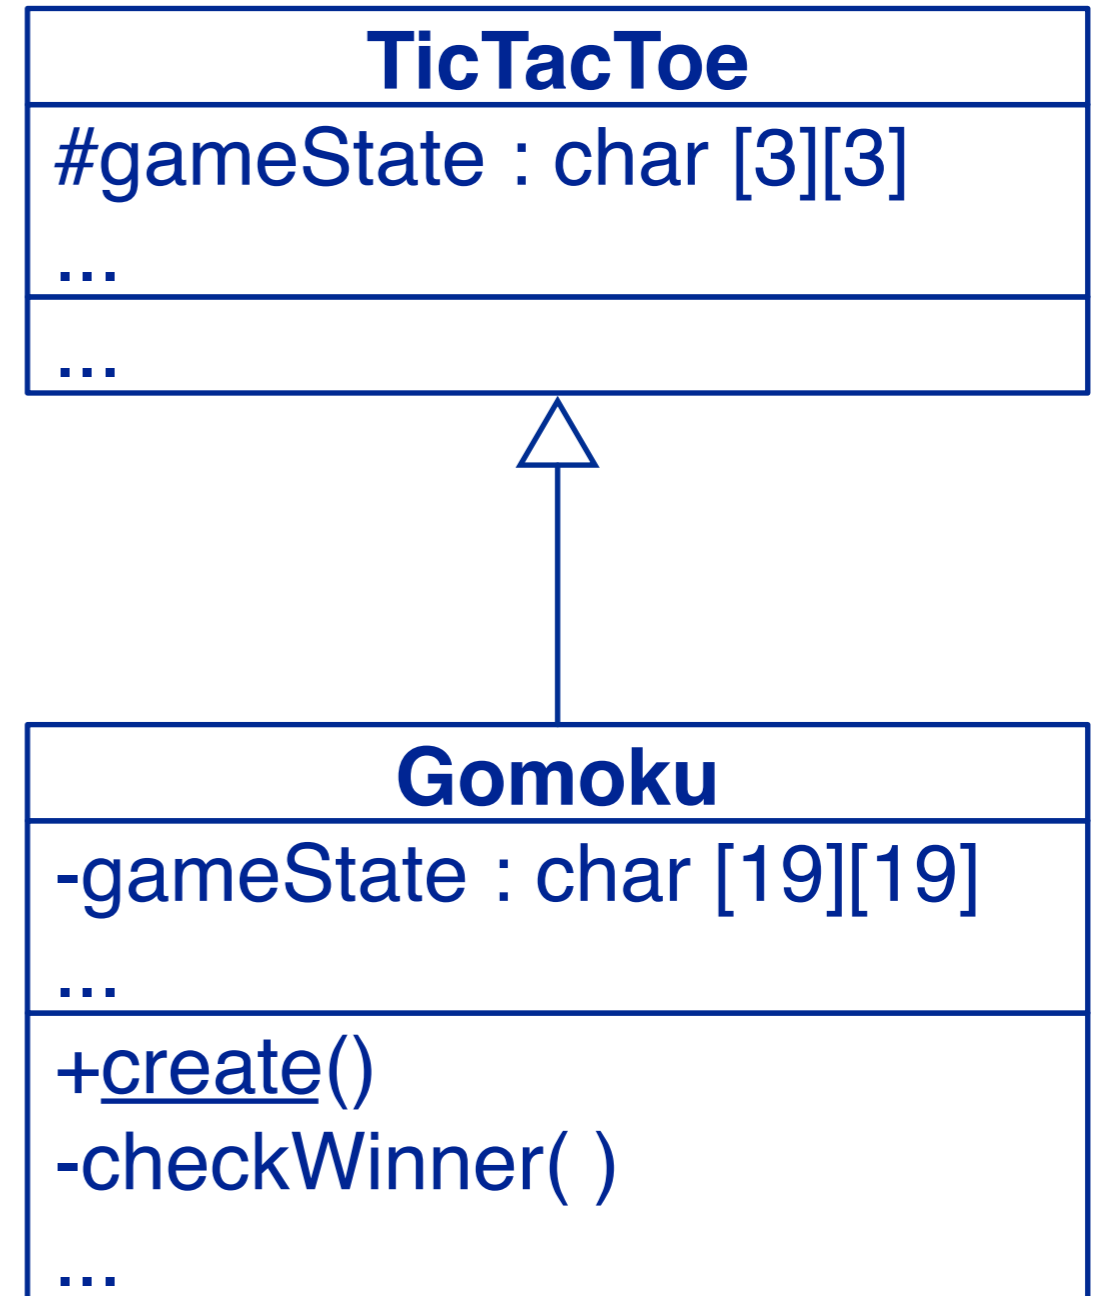 TicTacToe
#gameState : char [3][3]
...
...
Gomoku
-gameState : char [19][19]
...
+create()
-checkWinner( )
...